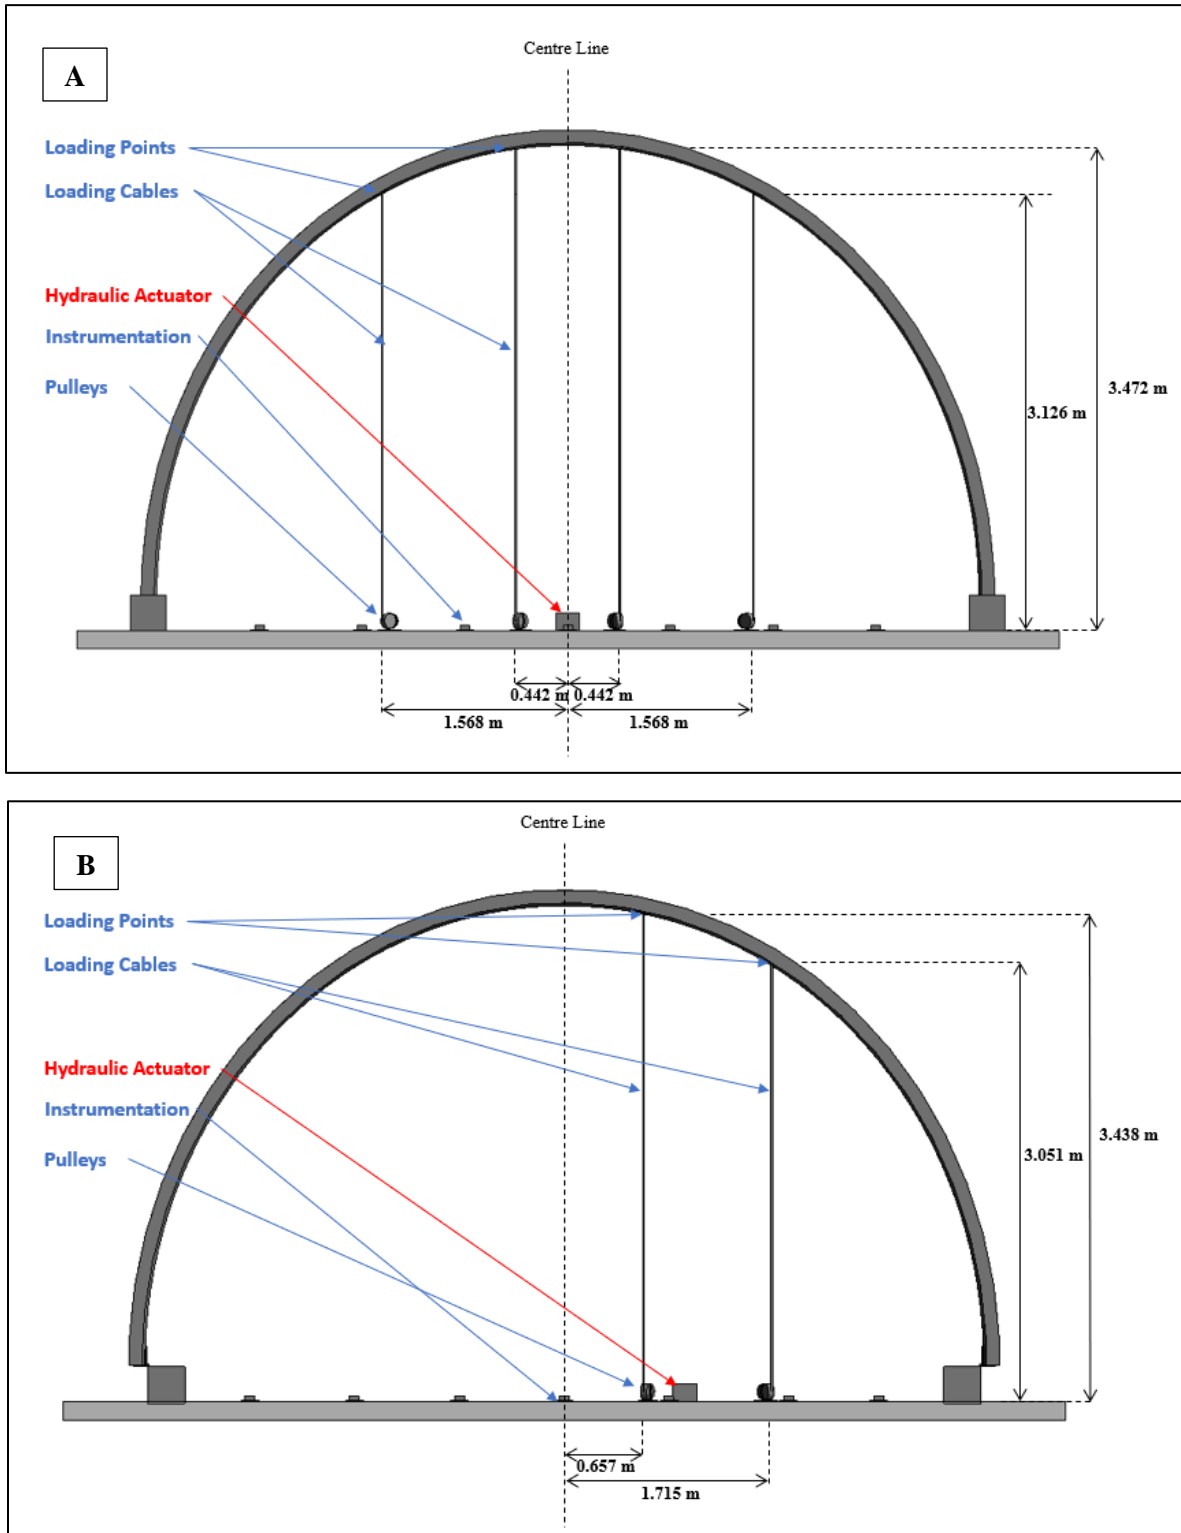 Centre Line
A
Loading Points
Loading Cables
Hydraulic Actuator
Instrumentation
Pulleys
3.472 m
3.126 m
0.442 m 0.442 m
1.568 m
1.568 m
Centre Line
B
Loading Points
Loading Cables
Hydraulic Actuator
Instrumentation
Pulleys
3.438 m
3.051 m
0.657 m
1.715 m